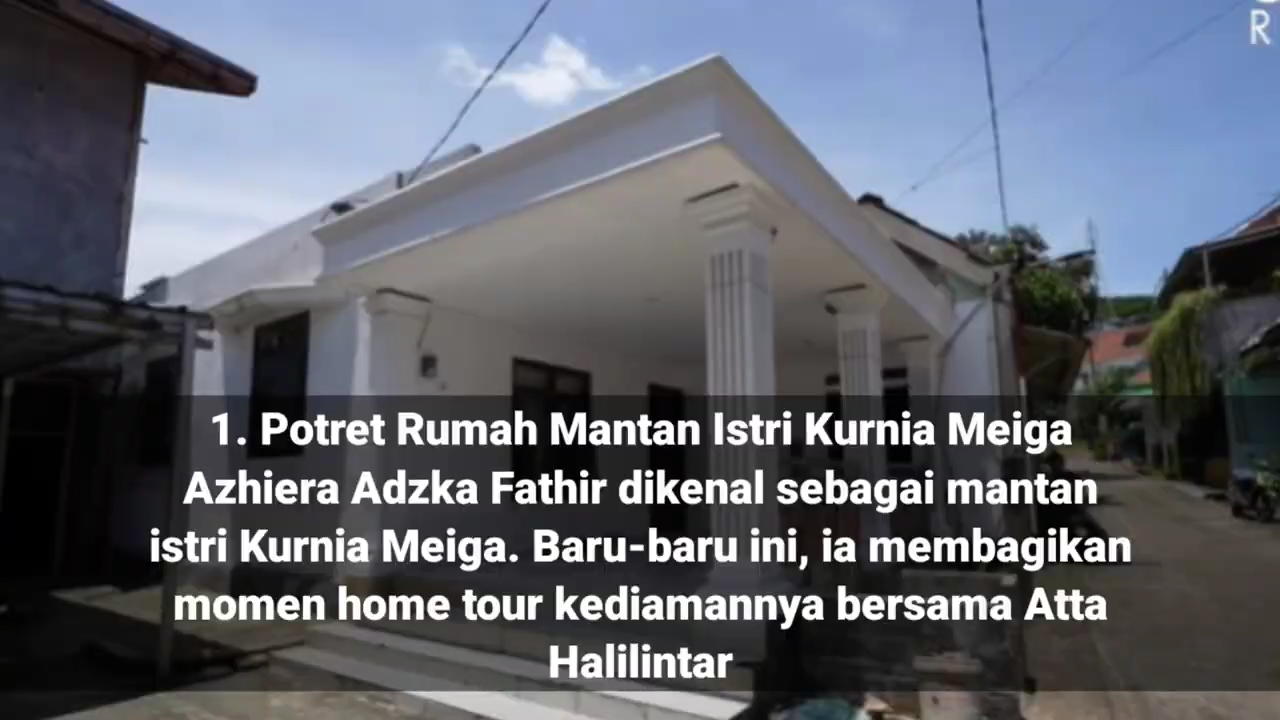 R
1. Potret Rumah Mantan Istri Kurnia Meiga
Azhiera Adzka Fathir dikenal sebagai mantan
istri Kurnia Meiga. Baru-baru ini, ia membagikan
momen home tour kediamannya bersama Atta
Halilintar